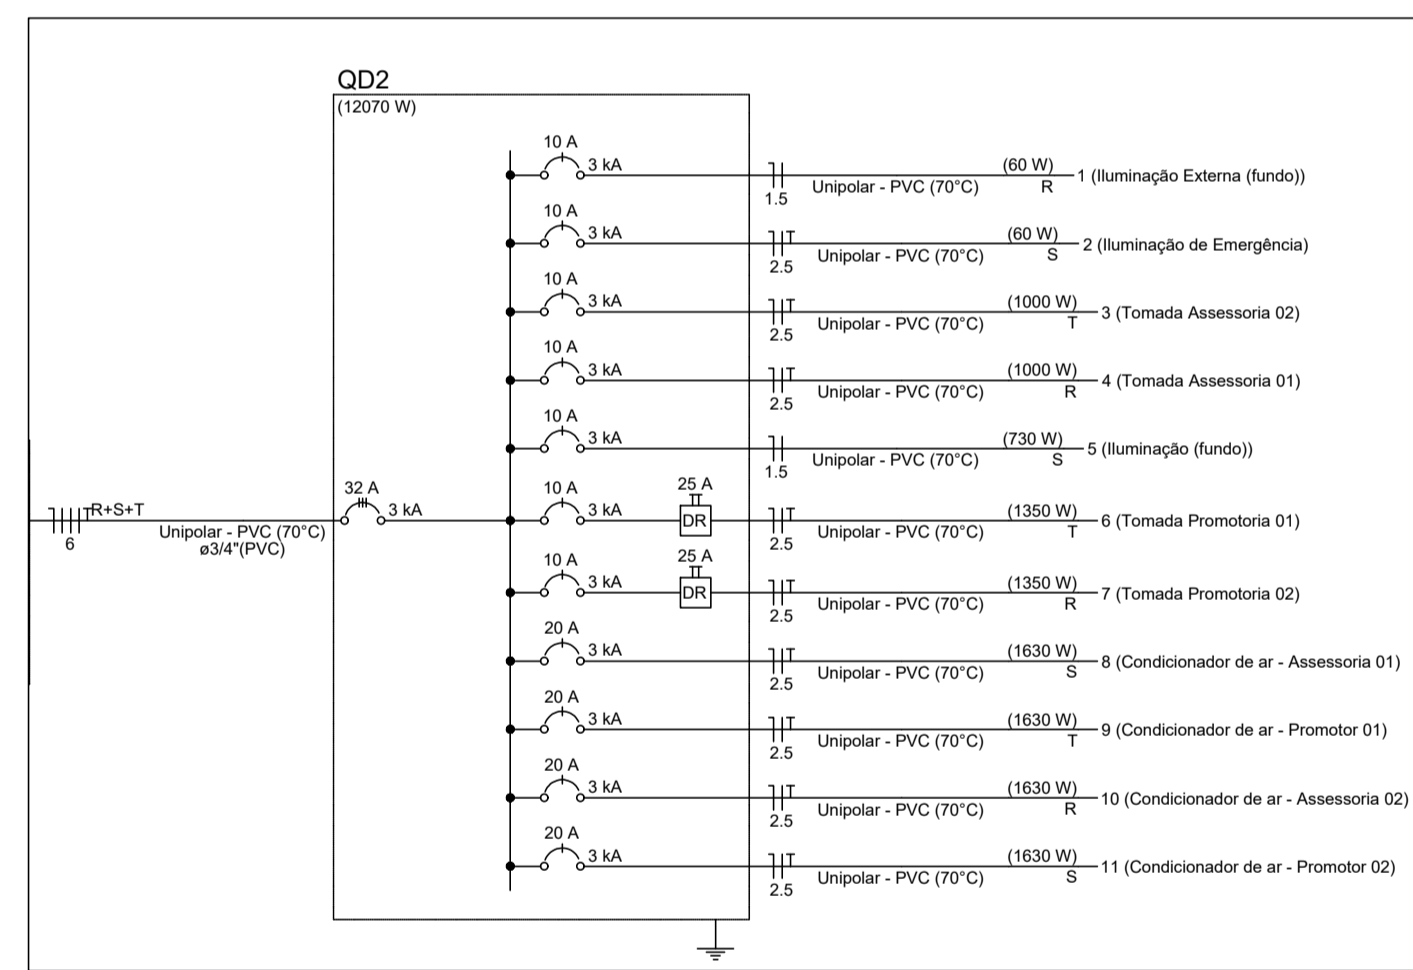 QD2
(12070 W)
10 A
3 kA
1.5
Unipolar - PVC (70°C)
(60 W)
R
1 (Iluminação Externa (fundo))
10 A
3 kA
T
2.5
Unipolar - PVC (70°C)
(60 W)
S
2 (Iluminação de Emergência)
10 A
3 kA
T
2.5
Unipolar - PVC (70°C)
(1000 W)
T
3 (Tomada Assessoria 02)
10 A
3 kA
T
2.5
Unipolar - PVC (70°C)
(1000 W)
R
4 (Tomada Assessoria 01)
10 A
3 kA
1.5
Unipolar - PVC (70°C)
(730 W)
S
5 (Iluminação (fundo))
T
R+S+T
6
Unipolar - PVC (70°C)
ø3/4"(PVC)
32 A
3 kA
10 A
3 kA
25 A
DR
T
2.5
Unipolar - PVC (70°C)
(1350 W)
T
6 (Tomada Promotoria 01)
10 A
3 kA
25 A
DR
T
2.5
Unipolar - PVC (70°C)
(1350 W)
R
7 (Tomada Promotoria 02)
20 A
3 kA
T
2.5
Unipolar - PVC (70°C)
(1630 W)
S
8 (Condicionador de ar - Assessoria 01)
20 A
3 kA
T
2.5
Unipolar - PVC (70°C)
(1630 W)
T
9 (Condicionador de ar - Promotor 01)
20 A
3 kA
T
2.5
Unipolar - PVC (70°C)
(1630 W)
R
10 (Condicionador de ar - Assessoria 02)
20 A
3 kA
T
2.5
Unipolar - PVC (70°C)
(1630 W)
S
11 (Condicionador de ar - Promotor 02)